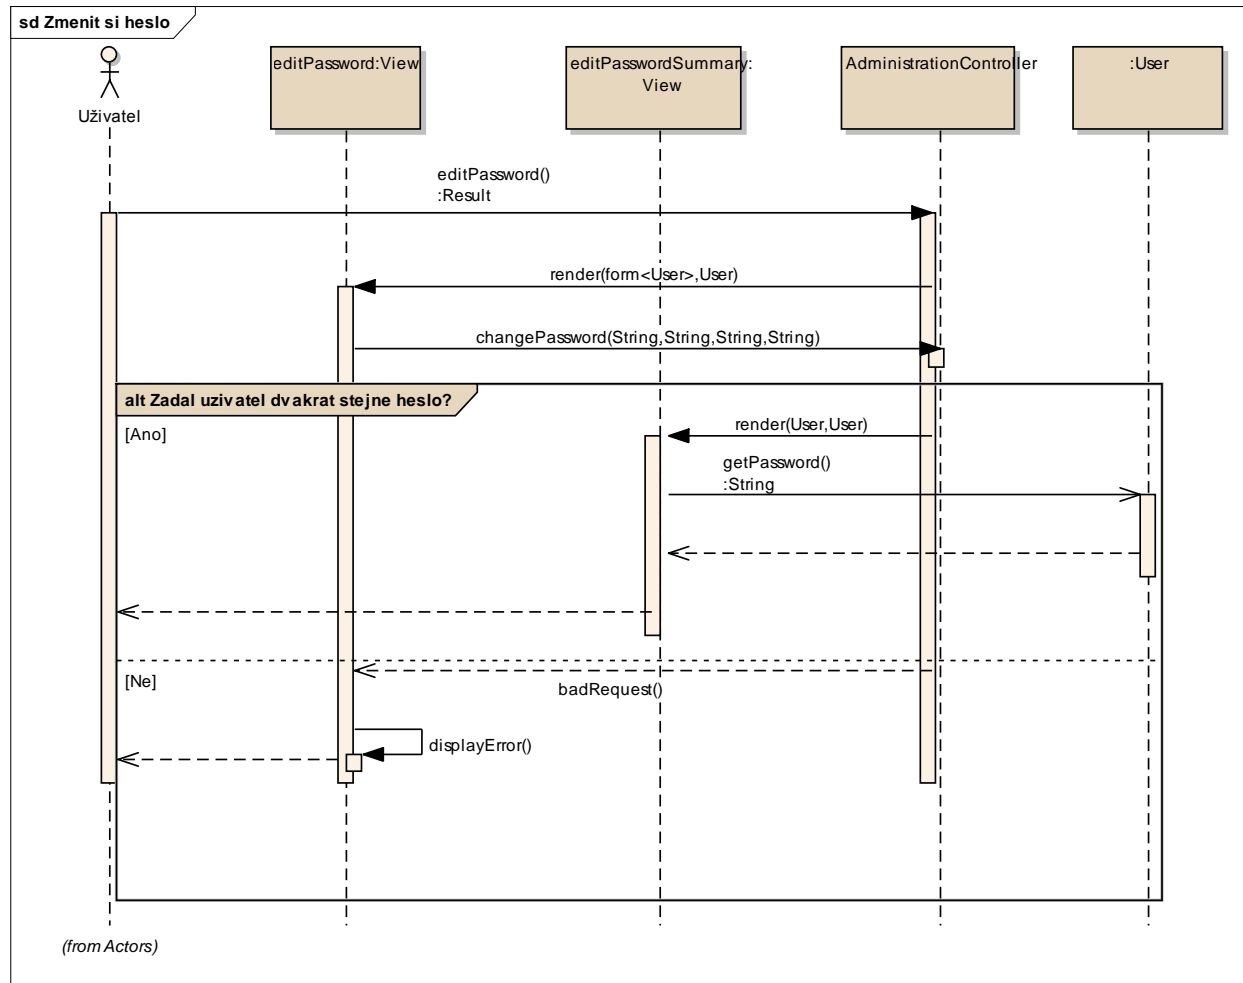 sd Zmenit si heslo
Uživatel
editPassword:View
editPasswordSummary:
View
AdministrationController
:User
editPassword()
:Result
render(form<User>,User)
changePassword(String,String,String,String)
alt Zadal uzivatel dvakrat stejne heslo?
[Ano]
render(User,User)
getPassword()
:String
[Ne]
badRequest()
displayError()
(from Actors)